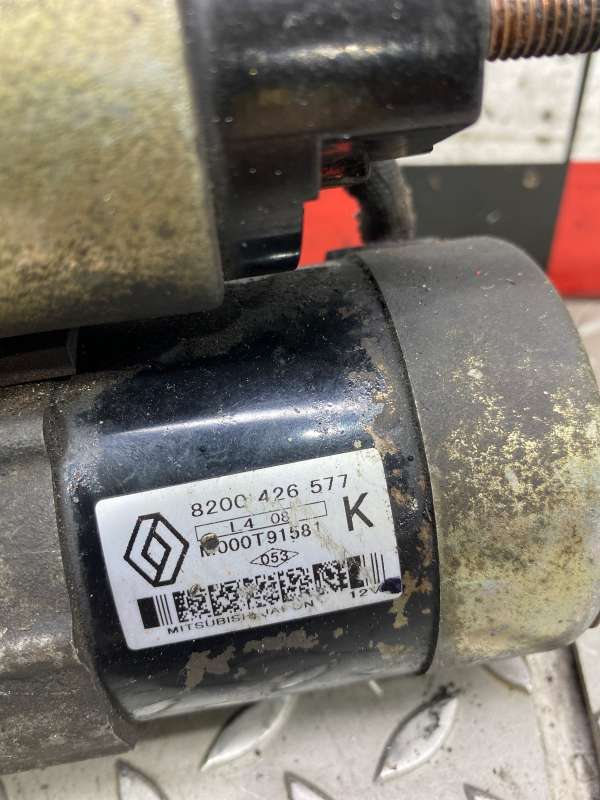 8200 426 577
L4 08
M000T91581 K
053
12V
MITSUBISHI JAPAN